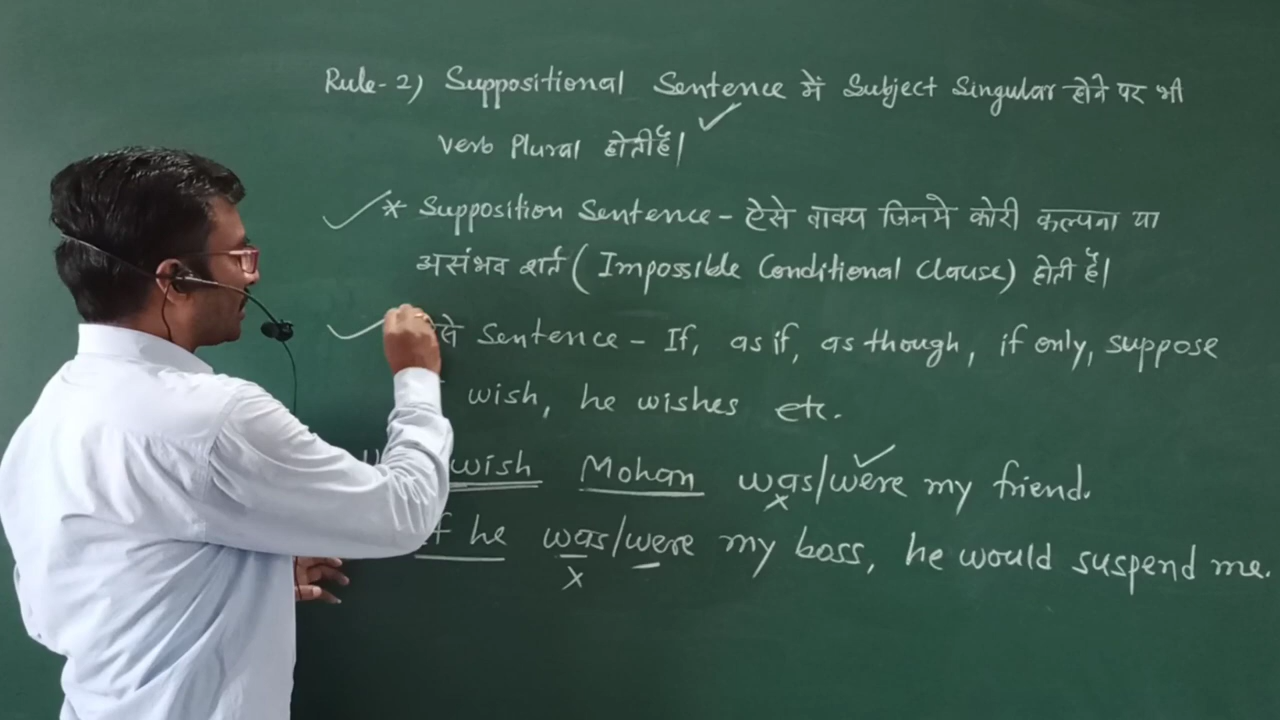 Rule-2) Suppositional Sentence में Subject Singular होने पर भी
verb Plural होती है।
* Supposition Sentence - ऐसे वाक्य जिनमे कोरी कल्पना या
असंभव शर्त (Impossible Conditional Clause) होती है।
Sentence - If, as if, as though, if only, suppose
wish, he wishes etc.
wish Mohan was/were my friend.
If he was/were my boss, he would suspend me.